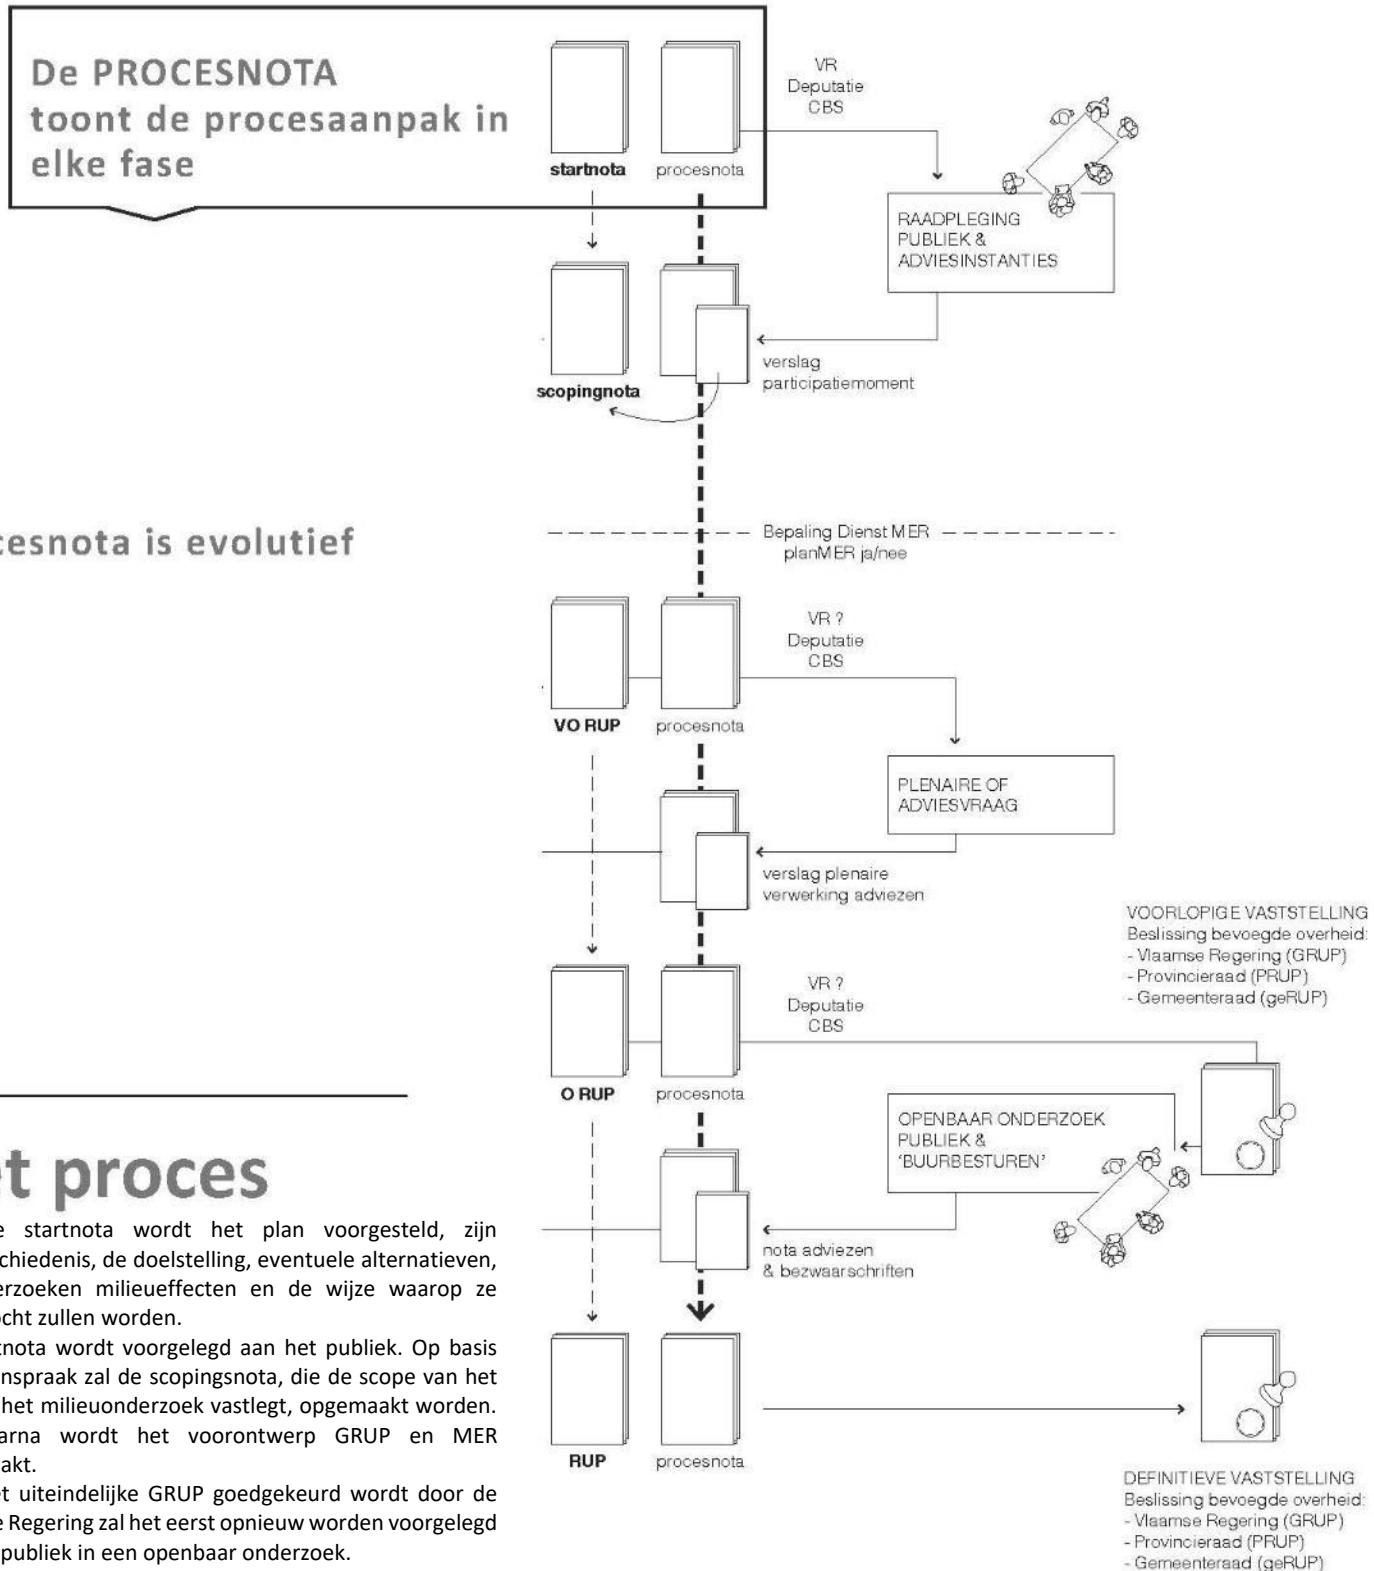 De PROCESNOTA
toont de procesaanpak in
elke fase
startnota
procesnota
VR
Deputatie
CBS
RAADPLEGING
PUBLIEK &
ADVIESINSTANTIES
verslag
participatiemoment
scopingnota
cesnota is evolutief
Bepaling Dienst MER
planMER ja/nee
VR ?
Deputatie
CBS
VO RUP
procesnota
PLENAIRE OF
ADVIESVRAAG
verslag plenaire
verwerking adviezen
VOORLOPIGE VASTSTELLING
Beslissing bevoegde overheid:
- Vlaamse Regering (GRUP)
- Provincieraad (PRUP)
- Gemeenteraad (geRUP)
VR ?
Deputatie
CBS
O RUP
procesnota
OPENBAAR ONDERZOEK
PUBLIEK &
'BUURBESTUREN'
nota adviezen
& bezwaarschriften
RUP
procesnota
DEFINITIEVE VASTSTELLING
Beslissing bevoegde overheid:
- Vlaamse Regering (GRUP)
- Provincieraad (PRUP)
- Gemeenteraad (geRUP)
et proces
e startnota wordt het plan voorgesteld, zijn
chiedenis, de doelstelling, eventuele alternatieven,
erzoeken milieueffecten en de wijze waarop ze
ocht zullen worden.
tnota wordt voorgelegd aan het publiek. Op basis
inspraak zal de scopingsnota, die de scope van het
het milieuonderzoek vastlegt, opgemaakt worden.
arna wordt het voorontwerp GRUP en MER
akt.
et uiteindelijke GRUP goedgekeurd wordt door de
e Regering zal het eerst opnieuw worden voorgelegd
publiek in een openbaar onderzoek.